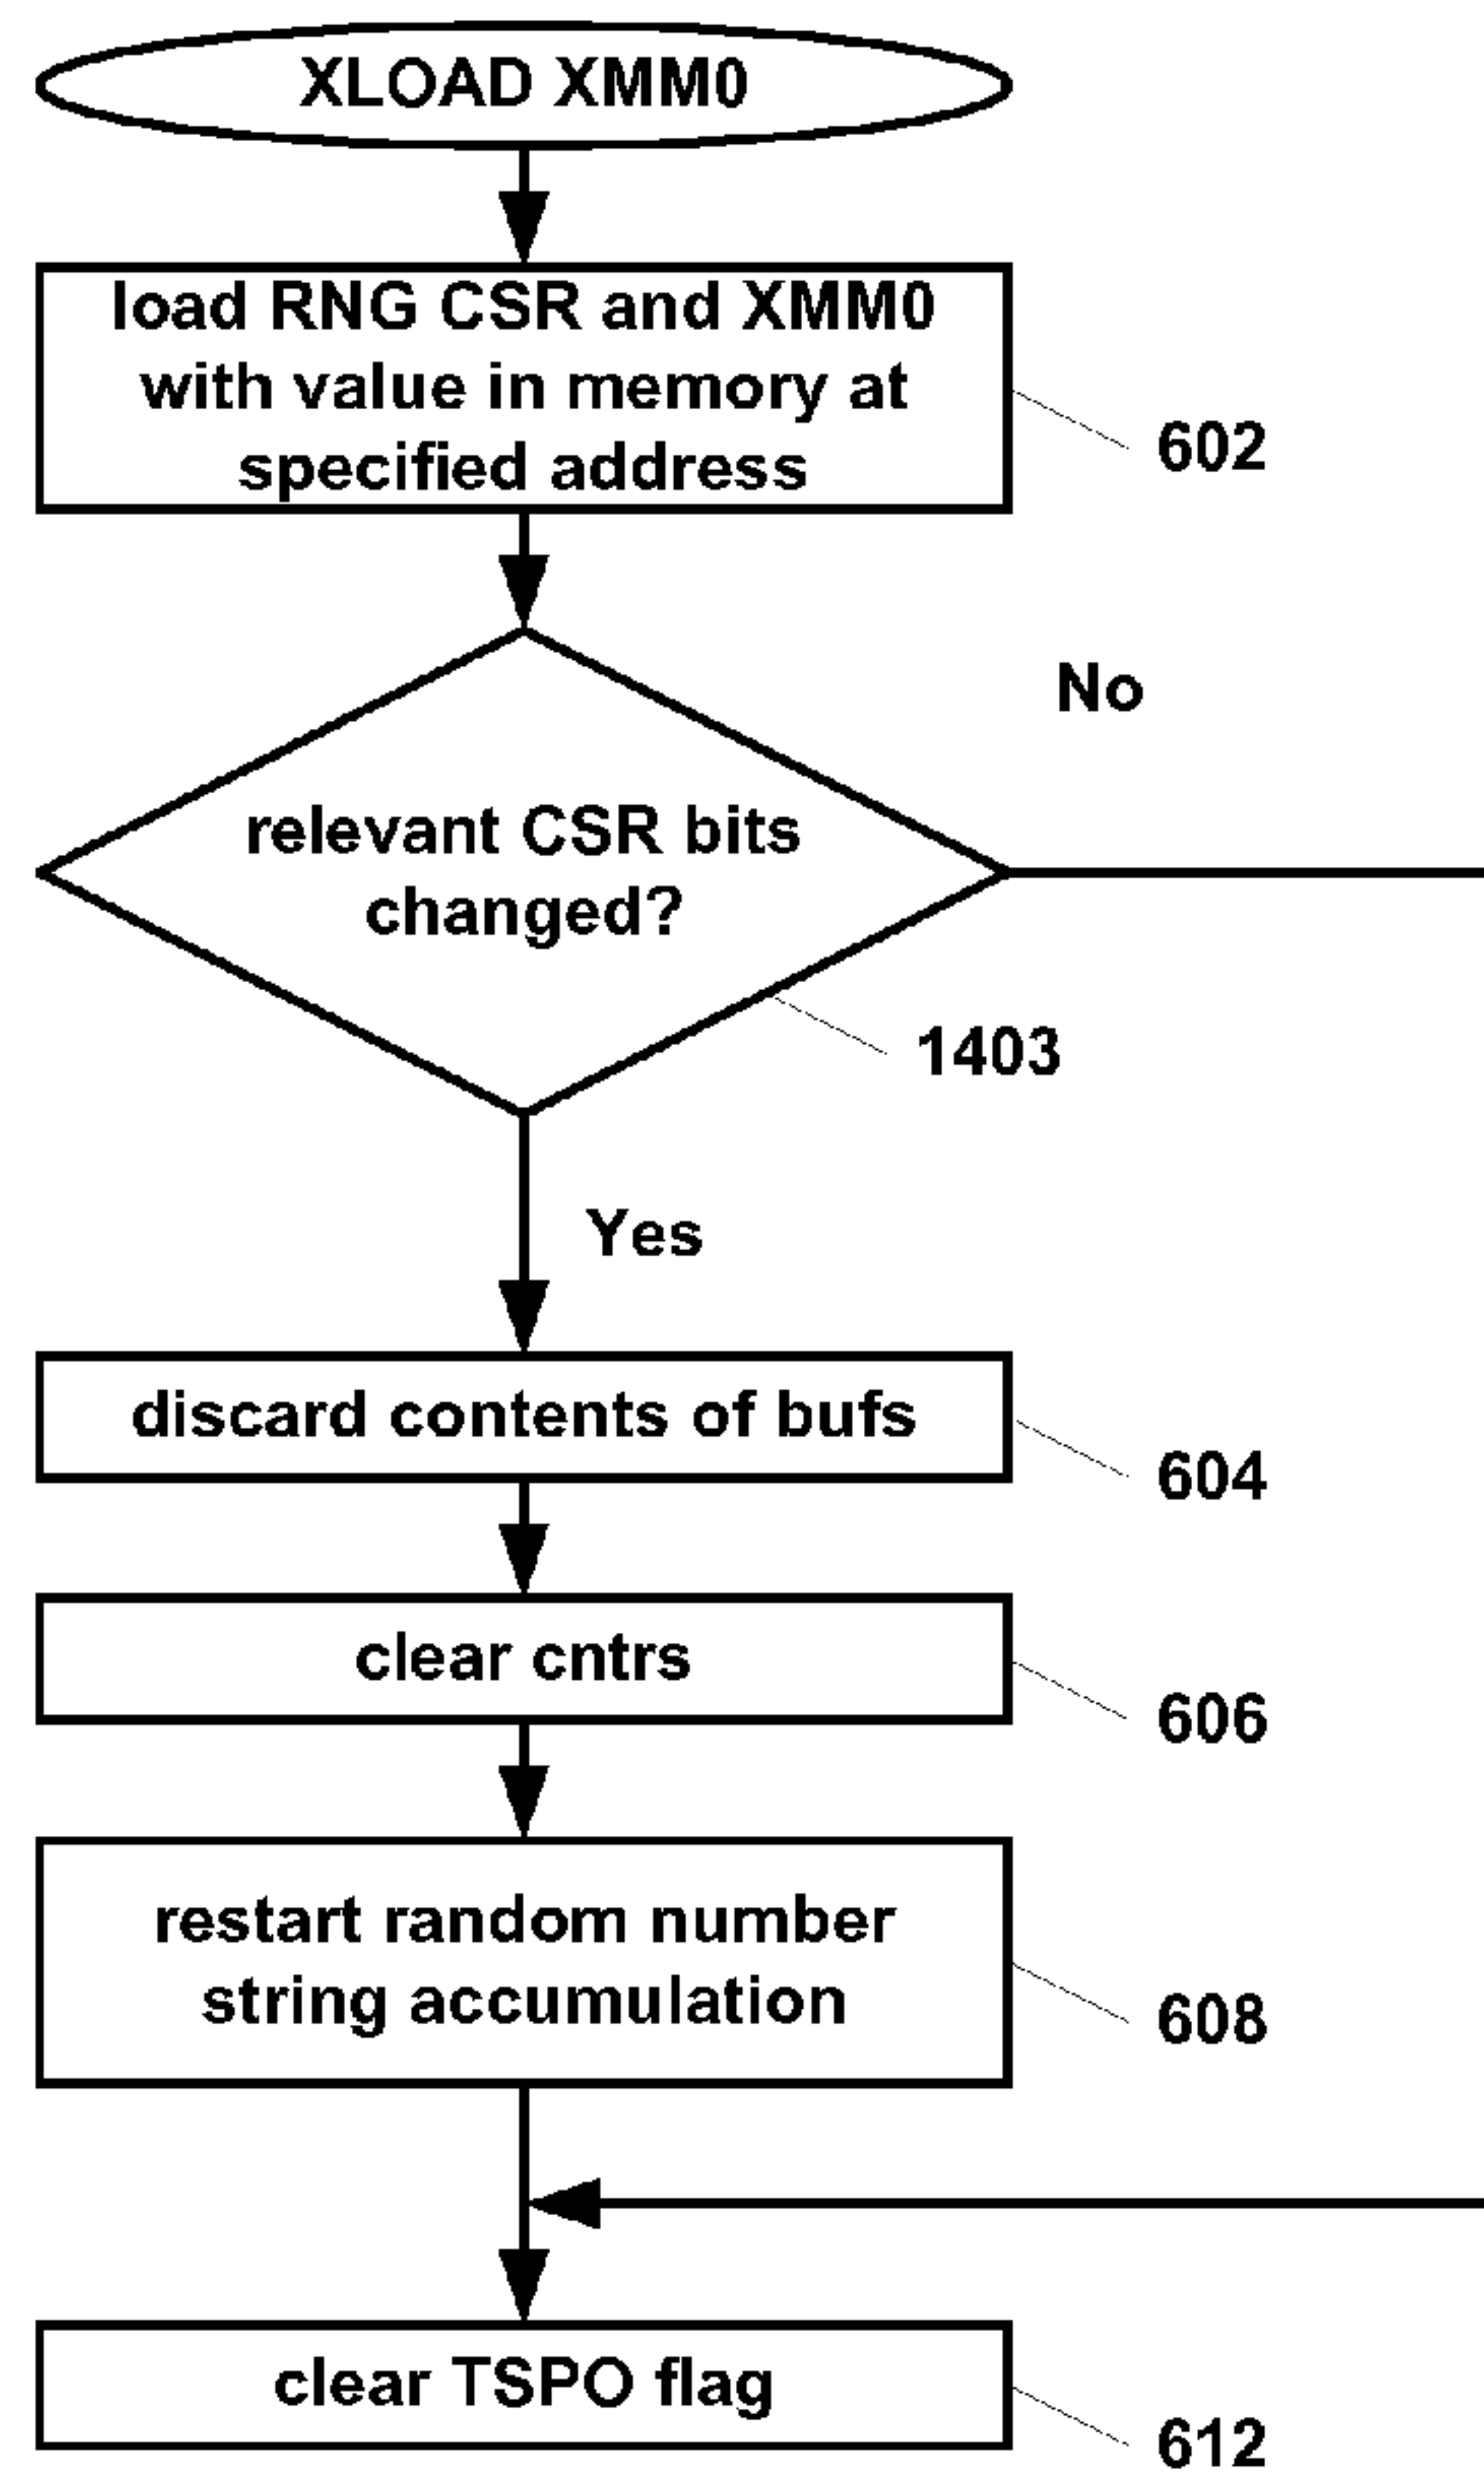 XLOAD XMM0
load RNG CSR and XMM0
with value in memory at
specified address
602
No
relevant CSR bits
changed?
1403
Yes
discard contents of bufs
604
clear cntrs
606
restart random number
string accumulation
608
clear TSPO flag
612